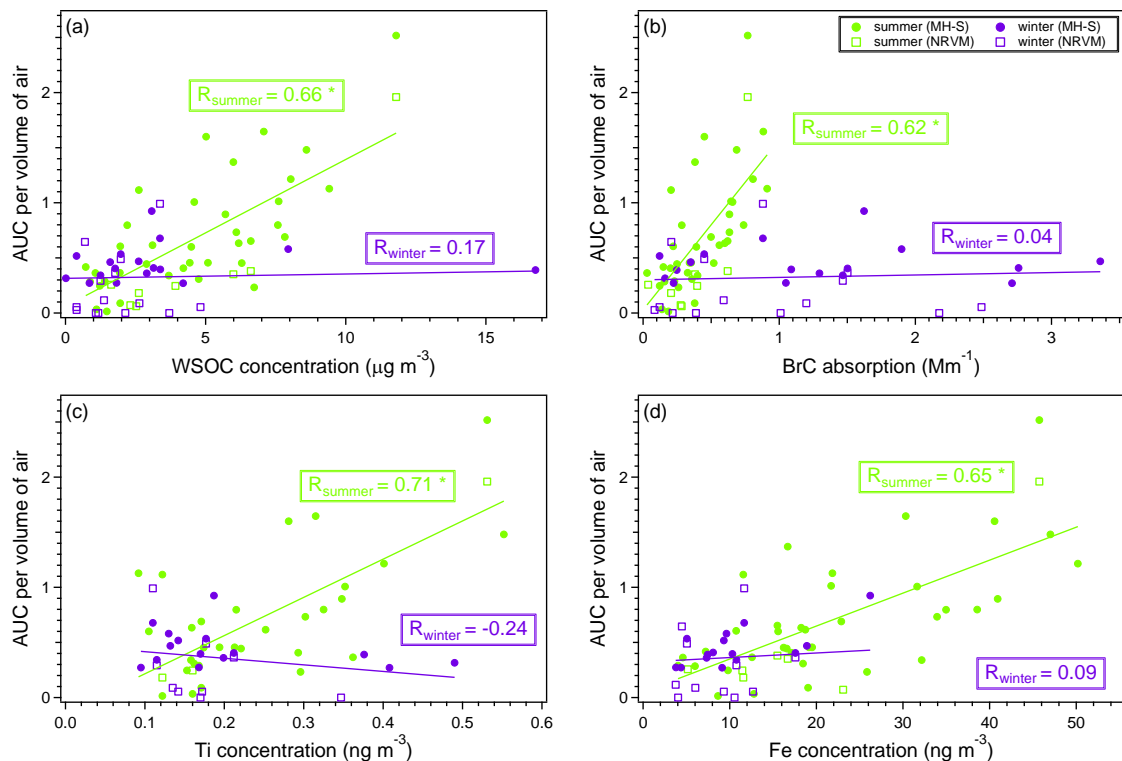 (a)
R_summer = 0.66 *
R_winter = 0.17
AUC per volume of air
2
1
0
0
5
10
15
WSOC concentration (μg m⁻³)
(b)
summer (MH-S) winter (MH-S)
summer (NRVM) winter (NRVM)
R_summer = 0.62 *
R_winter = 0.04
AUC per volume of air
2
1
0
0
1
2
3
BrC absorption (Mm⁻¹)
(c)
R_summer = 0.71 *
R_winter = -0.24
AUC per volume of air
2
1
0
0.0
0.1
0.2
0.3
0.4
0.5
0.6
Ti concentration (ng m⁻³)
(d)
R_summer = 0.65 *
R_winter = 0.09
AUC per volume of air
2
1
0
0
10
20
30
40
50
Fe concentration (ng m⁻³)